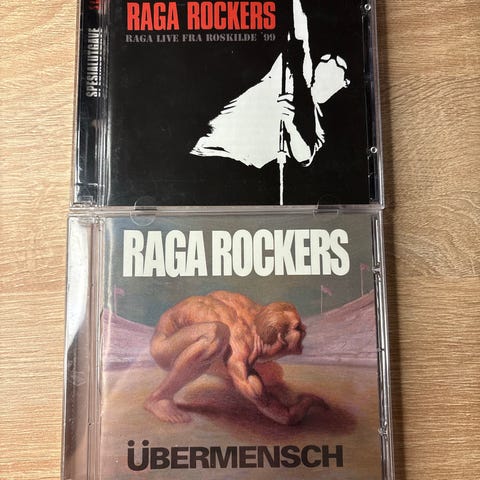 RAGA ROCKERS
RAGA LIVE FRA ROSKILDE '99
SPESIALUTGAVE
RAGA ROCKERS
ÜBERMENSCH